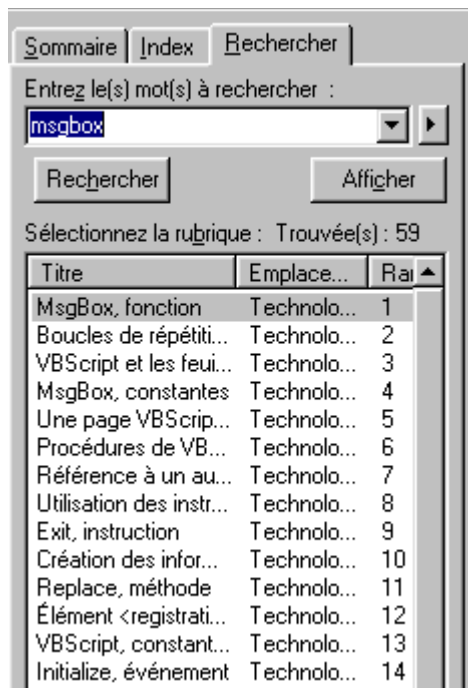 Sommaire Index Rechercher
Entrez le(s) mot(s) à rechercher :
msgbox
Rechercher Afficher
Sélectionnez la rubrique : Trouvée(s) : 59
Titre Emplace... Ra
MsgBox, fonction Technolo... 1
Boucles de répétiti... Technolo... 2
VBScript et les feui... Technolo... 3
MsgBox, constantes Technolo... 4
Une page VBScrip... Technolo... 5
Procédures de VB... Technolo... 6
Référence à un au... Technolo... 7
Utilisation des instr... Technolo... 8
Exit, instruction Technolo... 9
Création des infor... Technolo... 10
Replace, méthode Technolo... 11
Élément <registrati... Technolo... 12
VBScript, constant... Technolo... 13
Initialize, événement Technolo... 14